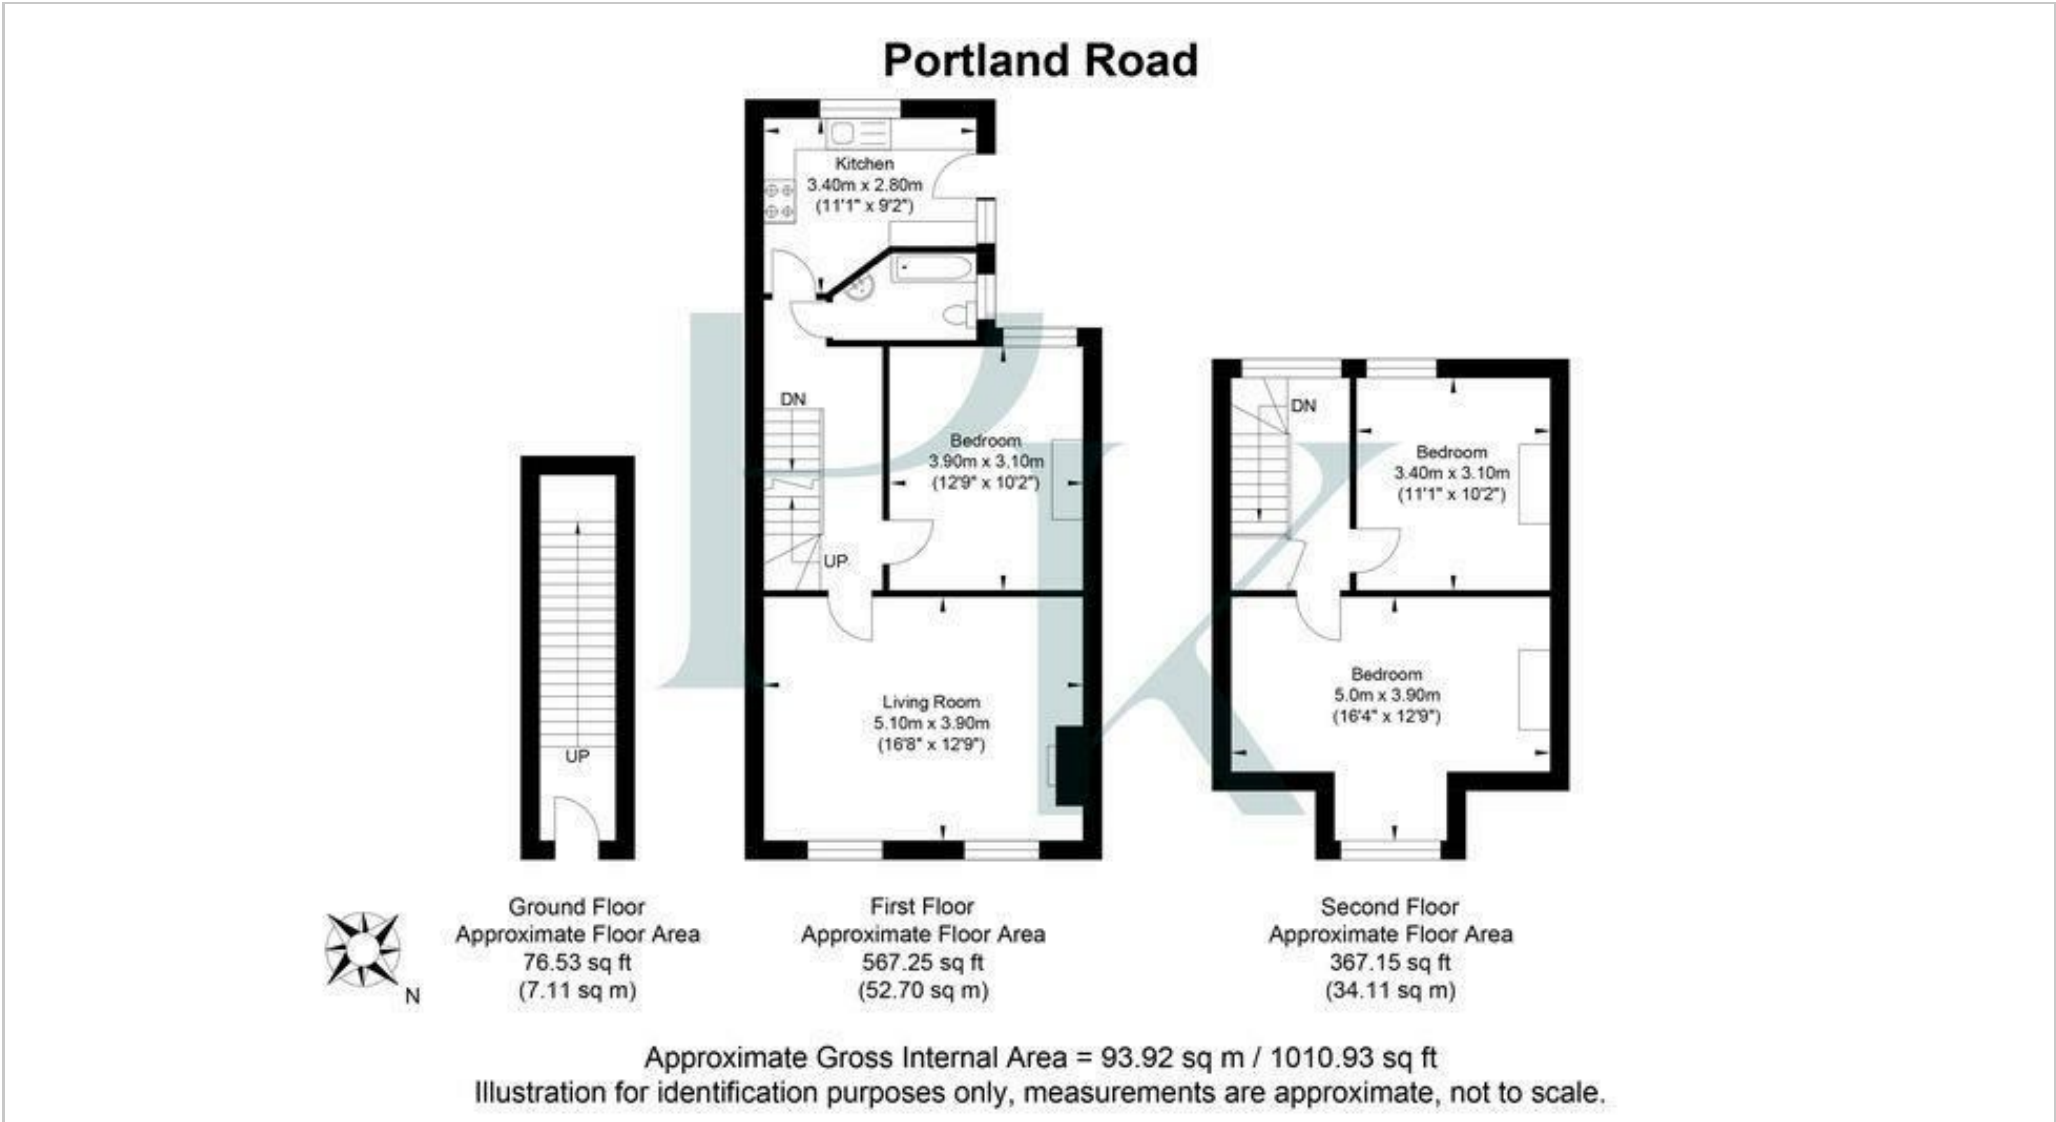 Portland Road
Kitchen
3.40m x 2.80m
(11'1" x 9'2")
DN
Bedroom
3.90m x 3.10m
(12'9" x 10'2")
UP
Living Room
5.10m x 3.90m
(16'8" x 12'9")
DN
Bedroom
3.40m x 3.10m
(11'1" x 10'2")
Bedroom
5.0m x 3.90m
(16'4" x 12'9")
UP
N
Ground Floor
Approximate Floor Area
76.53 sq ft
(7.11 sq m)
First Floor
Approximate Floor Area
567.25 sq ft
(52.70 sq m)
Second Floor
Approximate Floor Area
367.15 sq ft
(34.11 sq m)
Approximate Gross Internal Area = 93.92 sq m / 1010.93 sq ft
Illustration for identification purposes only, measurements are approximate, not to scale.
PK